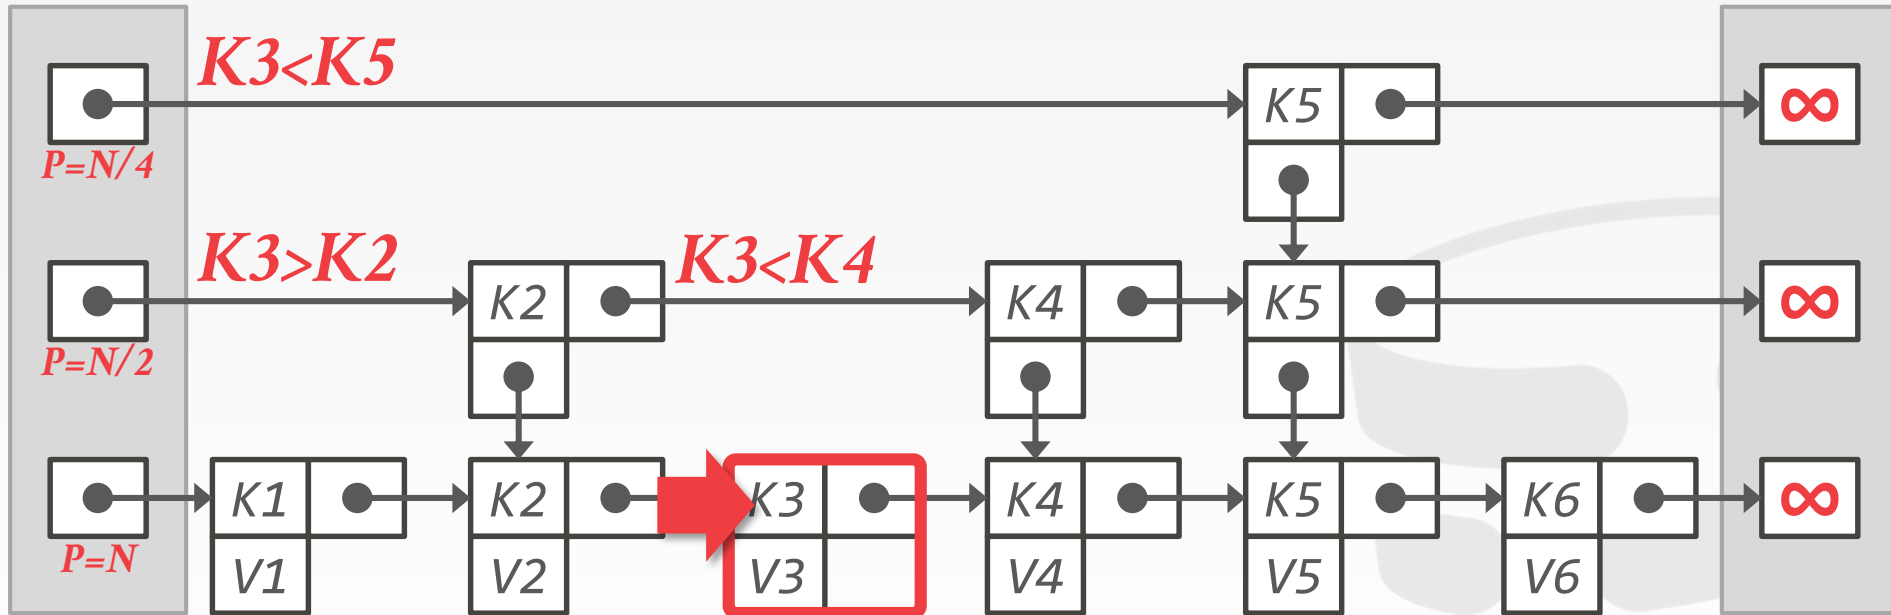 K3<K5
K5
∞
P=N/4
K3>K2
K3<K4
K2
K4
K5
∞
P=N/2
K1
K2
K3
K4
K5
K6
∞
P=N
V1
V2
V3
V4
V5
V6